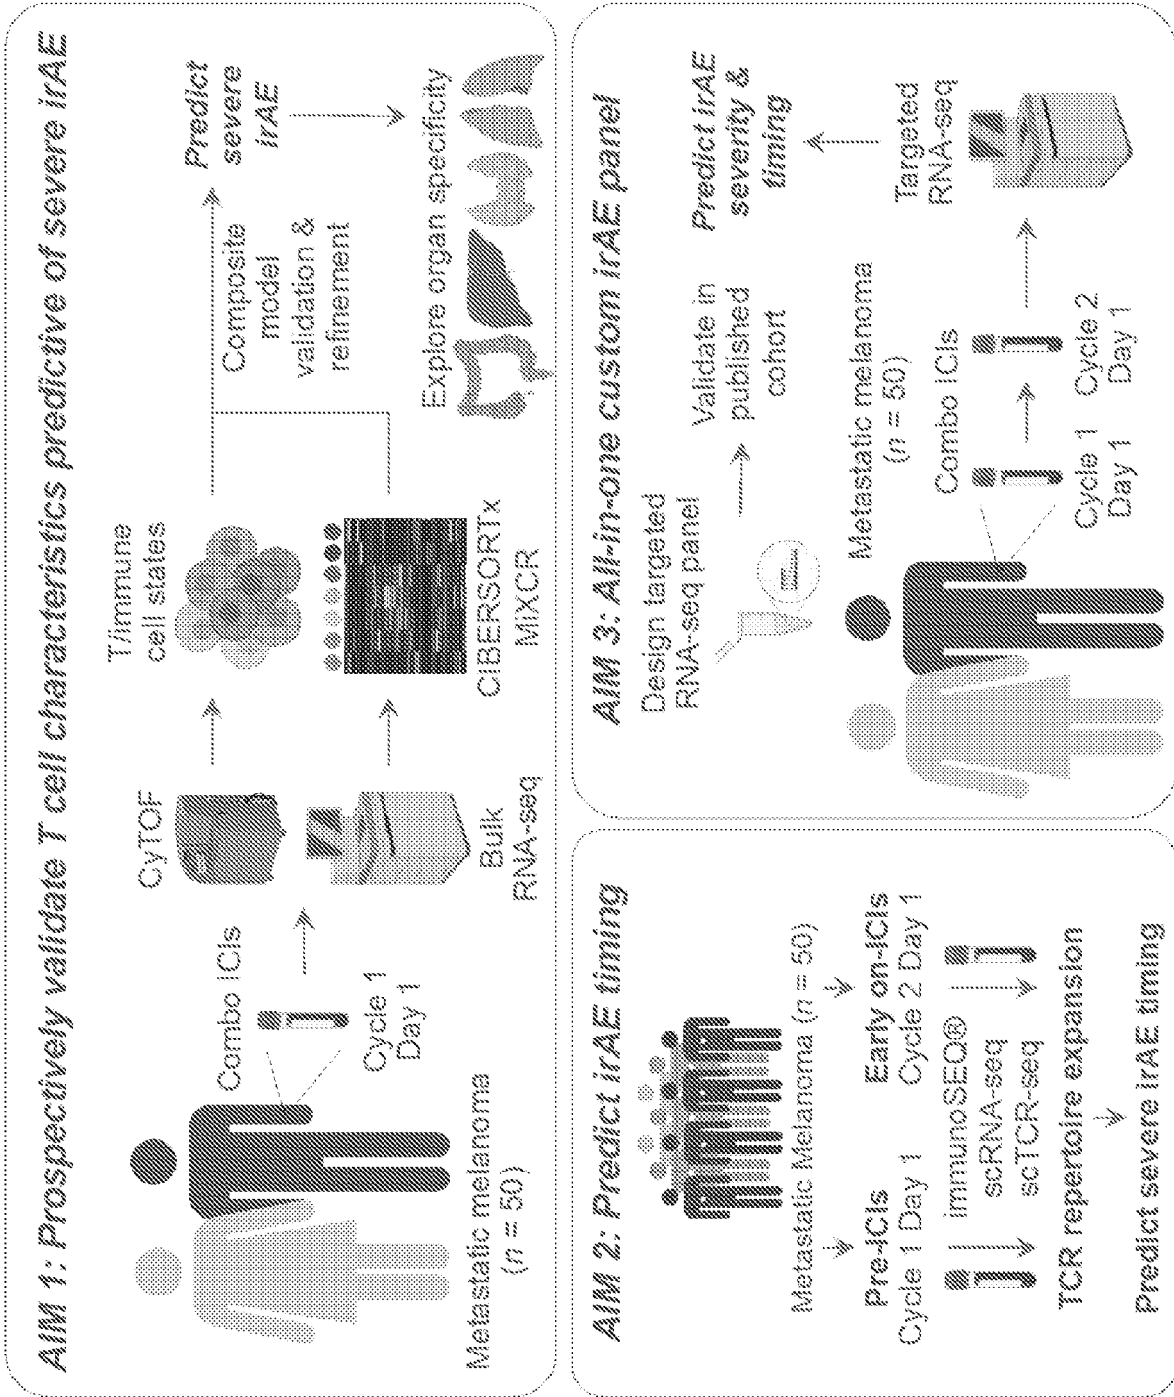 AIM 1: Prospectively validate T cell characteristics predictive of severe irAE
Metastatic melanoma
(n = 50)
Combo ICIs
Cycle 1
Day 1
CyTOF
Bulk
RNA-seq
T/immune
cell states
CIBERSORTx
MiXCR
Composite
model
validation &
refinement
Predict
severe
irAE
Explore organ specificity
AIM 2: Predict irAE timing
Metastatic Melanoma (n = 50)
Pre-ICIs
Cycle 1 Day 1
Early on-ICIs
Cycle 2 Day 1
immunoSEQ®
scRNA-seq
scTCR-seq
TCR repertoire expansion
Predict severe irAE timing
AIM 3: All-in-one custom irAE panel
Design targeted
RNA-seq panel
Validate in
published
cohort
Predict irAE
severity &
timing
Metastatic melanoma
(n = 50)
Combo ICIs
Cycle 1
Day 1
Cycle 2
Day 1
Targeted
RNA-seq